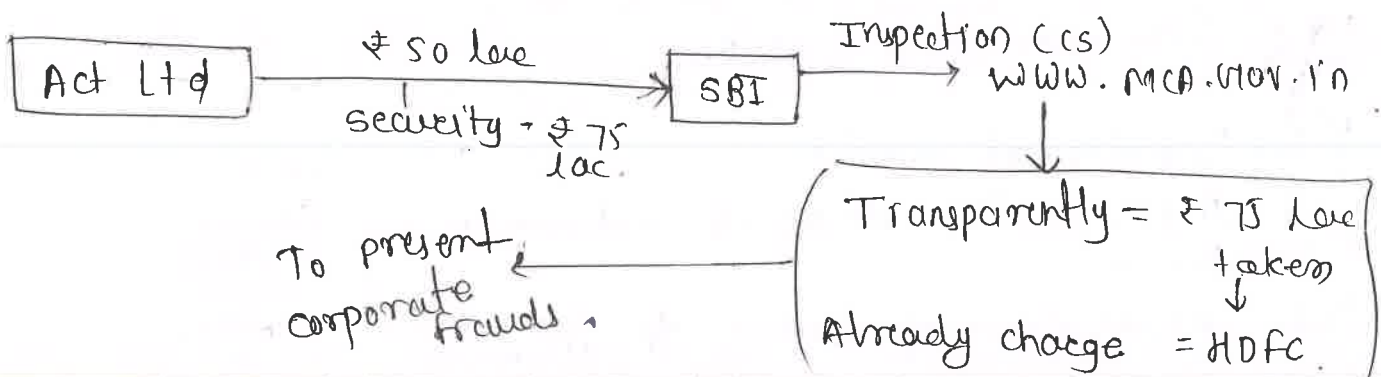 Act Ltd
₹ 50 lac
security - ₹ 75
lac.
SBI
Inspection (CS)
www.MCA.GOV.in
Transparently = ₹ 75 lac
taken
Already charge = HDFC.
To present
corporate
frauds.